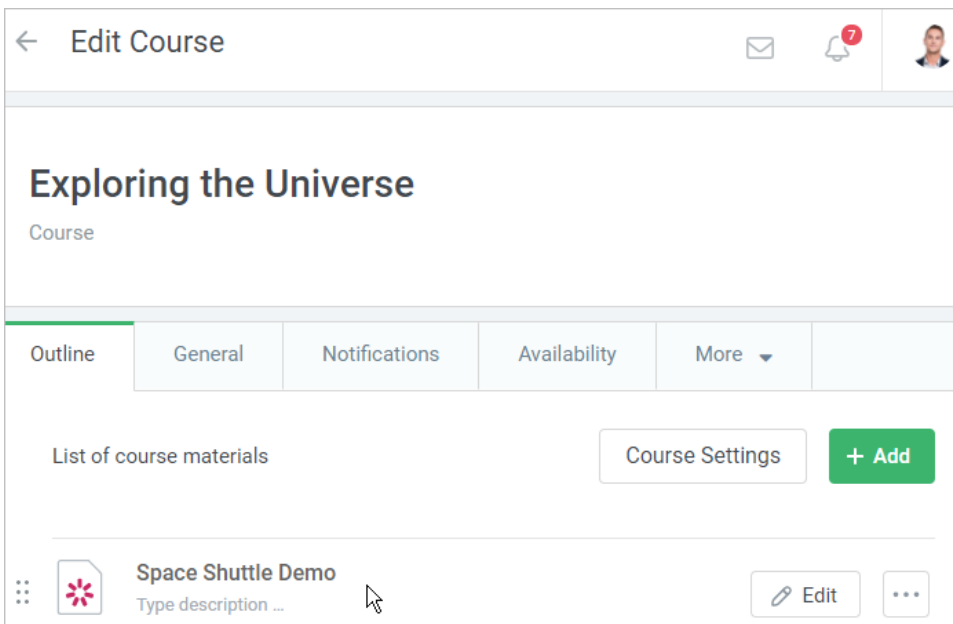 Edit Course
7
Exploring the Universe
Course
Outline
General
Notifications
Availability
More
List of course materials
Course Settings
+ Add
Space Shuttle Demo
Type description ...
Edit